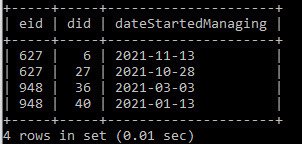 +-----+-----+---------------------+
| eid | did | dateStartedManaging |
+-----+-----+---------------------+
| 627 |   6 | 2021-11-13          |
| 627 |  27 | 2021-10-28          |
| 948 |  36 | 2021-03-03          |
| 948 |  40 | 2021-01-13          |
+-----+-----+---------------------+
4 rows in set (0.01 sec)